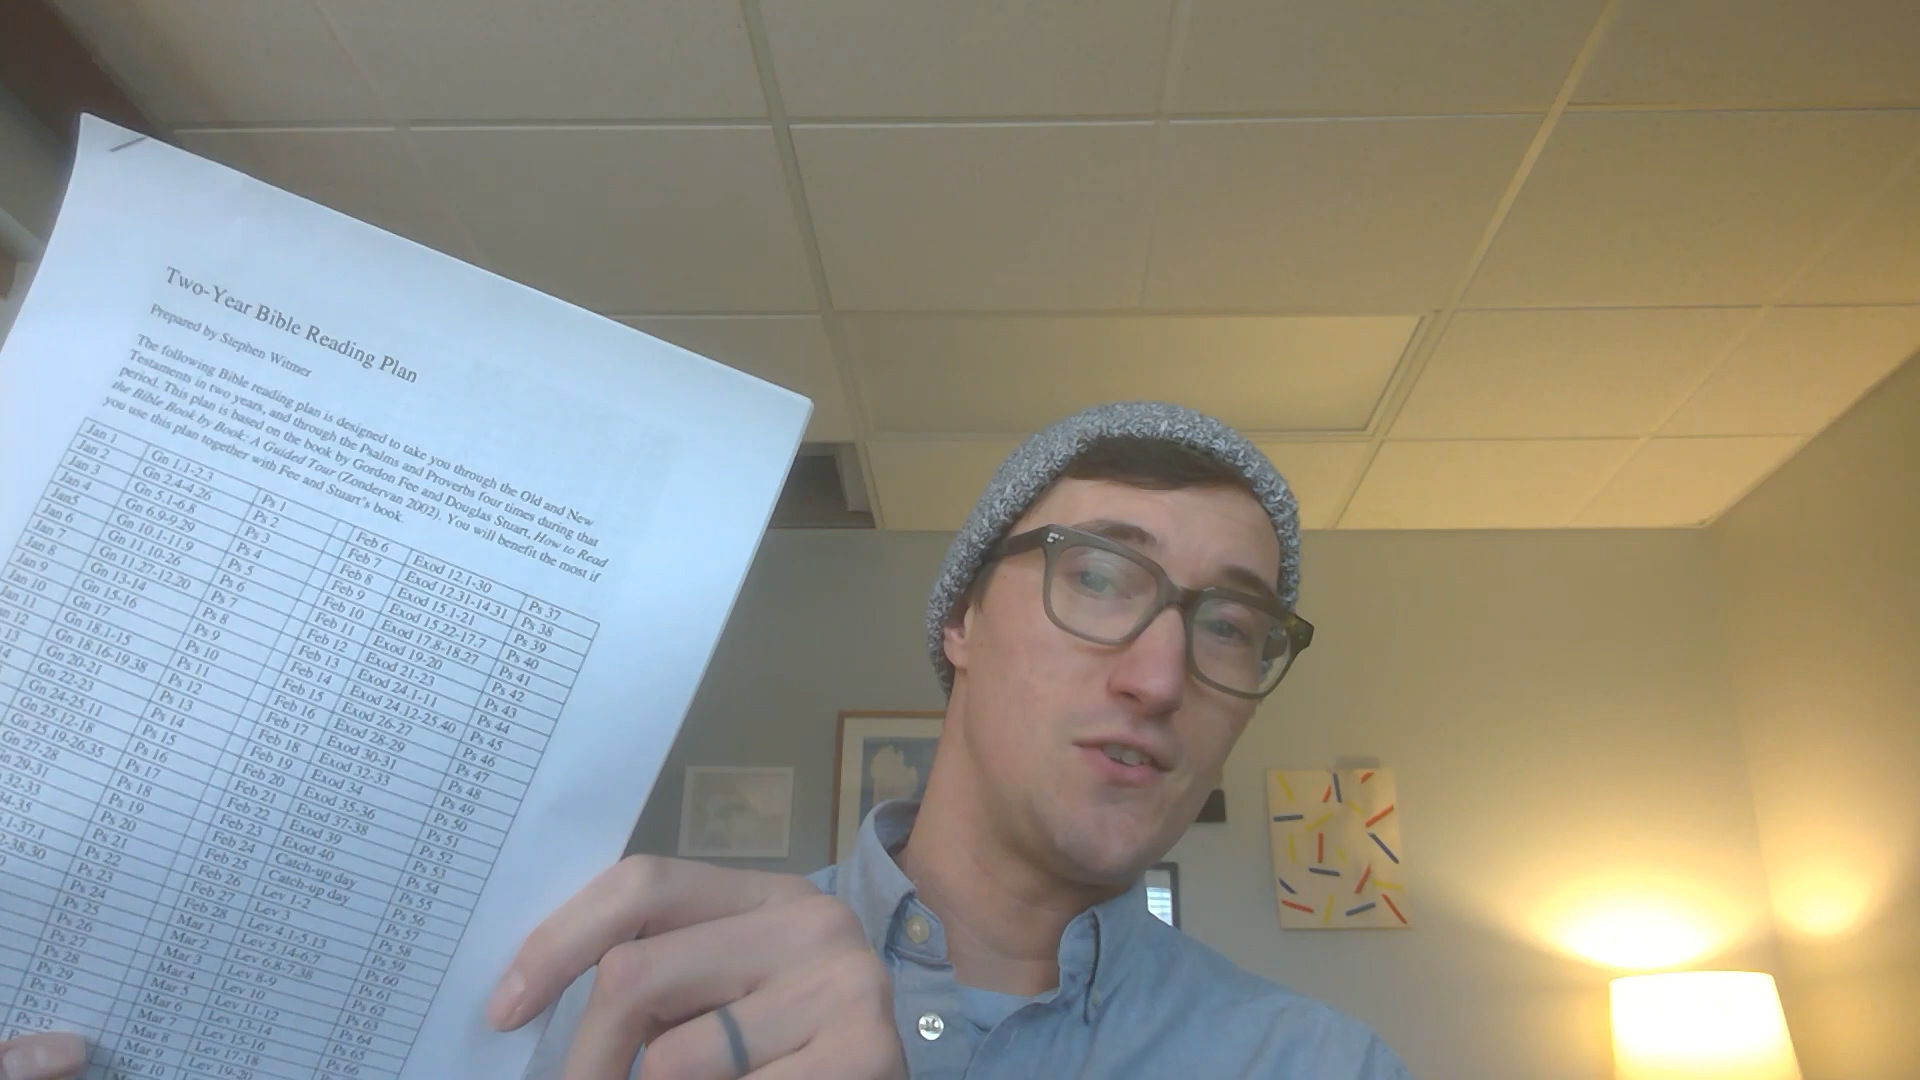 Two-Year Bible Reading Plan
Prepared by Stephen Witmer
The following Bible reading plan is designed to take you through the Old and New
Testaments in two years, and through the Psalms and Proverbs four times during that
period. This plan is based on the book by Gordon Fee and Douglas Stuart, How to Read
the Bible Book by Book: A Guided Tour (Zondervan 2002). You will benefit the most if
you use this plan together with Fee and Stuart's book.
Jan 1 Gn 1.1-2.3 Ps 1 Feb 6 Exod 12.1-30 Ps 37
Jan 2 Gn 2.4-4.26 Ps 2 Feb 7 Exod 12.31-14.31 Ps 38
Jan 3 Gn 5.1-6.8 Ps 3 Feb 8 Exod 15.1-21 Ps 39
Jan 4 Gn 6.9-9.29 Ps 4 Feb 9 Exod 15.22-17.7 Ps 40
Jan5 Gn 10.1-11.9 Ps 5 Feb 10 Exod 17.8-18.27 Ps 41
Jan 6 Gn 11.10-26 Ps 6 Feb 11 Exod 19-20 Ps 42
Jan 7 Gn 11.27-12.20 Ps 7 Feb 12 Exod 21-23 Ps 43
Jan 8 Gn 13-14 Ps 8 Feb 13 Exod 24.1-11 Ps 44
Jan 9 Gn 15-16 Ps 9 Feb 14 Exod 24.12-25.40 Ps 45
Jan 10 Gn 17 Ps 10 Feb 15 Exod 26-27 Ps 46
Jan 11 Gn 18.1-15 Ps 11 Feb 16 Exod 28-29 Ps 47
12 Gn 18.16-19.38 Ps 12 Feb 17 Exod 30-31 Ps 48
13 Gn 20-21 Ps 13 Feb 18 Exod 32-33 Ps 49
Gn 22-23 Ps 14 Feb 19 Exod 34 Ps 50
Gn 24-25.11 Ps 15 Feb 20 Exod 35-36 Ps 51
Gn 25.12-18 Ps 16 Feb 21 Exod 37-38 Ps 52
Gn 25.19-26.35 Ps 17 Feb 22 Exod 39 Ps 53
Gn 27-28 Ps 18 Feb 23 Exod 40 Ps 54
29-31 Ps 19 Feb 24 Catch-up day Ps 55
32-33 Ps 20 Feb 25 Catch-up day Ps 56
34-35 Ps 21 Feb 26 Lev 1-2 Ps 57
.1-37.1 Ps 22 Feb 27 Lev 3 Ps 58
-38.30 Ps 23 Feb 28 Lev 4.1-5.13 Ps 59
Ps 24 Mar 1 Lev 5.14-6.7 Ps 60
Ps 25 Mar 2 Lev 6.8-7.38 Ps 61
Ps 26 Mar 3 Lev 8-9 Ps 62
Ps 27 Mar 4 Lev 10 Ps 63
Ps 28 Mar 5 Lev 11-12 Ps 64
Ps 29 Mar 6 Lev 13-14 Ps 65
Ps 30 Mar 7 Lev 15-16 Ps 66
Ps 31 Mar 8 Lev 17-18
Ps 32 Mar 9 Lev 19-20
Mar 10